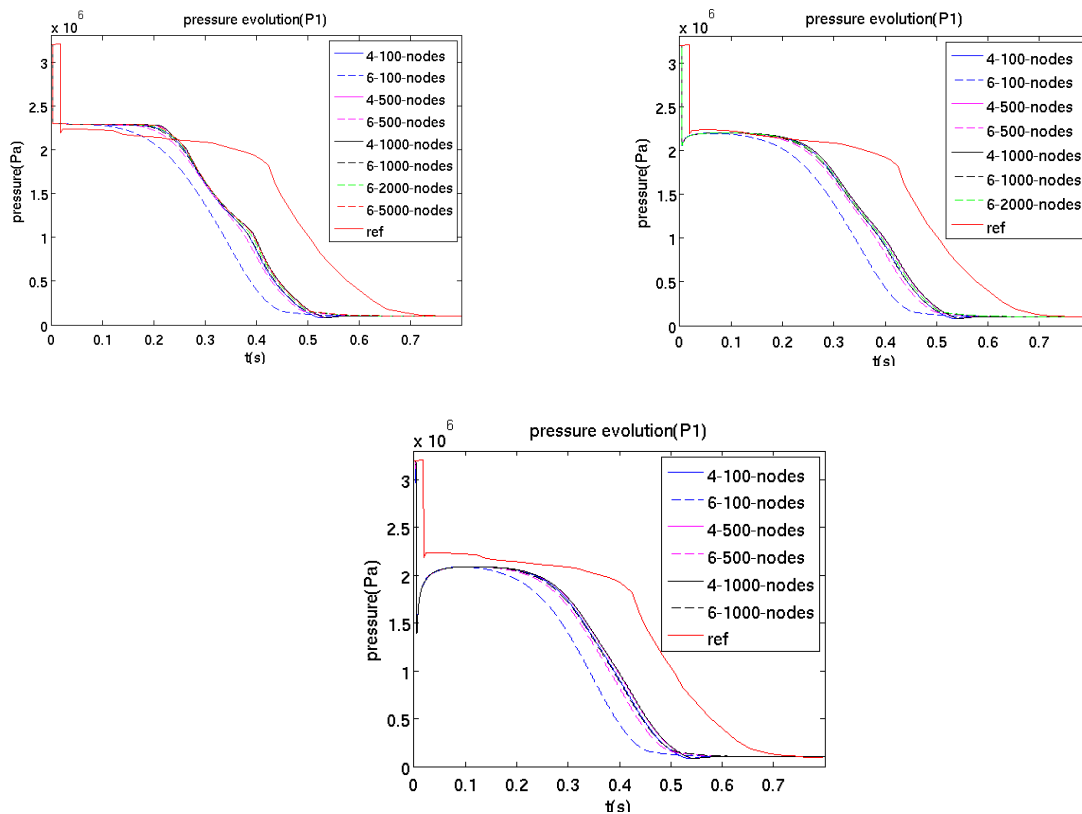 pressure evolution(P1)
x 10^6
pressure(Pa)
3
2.5
2
1.5
1
0.5
0
0 0.1 0.2 0.3 0.4 0.5 0.6 0.7
t(s)
4-100-nodes
6-100-nodes
4-500-nodes
6-500-nodes
4-1000-nodes
6-1000-nodes
6-2000-nodes
6-5000-nodes
ref
pressure evolution(P1)
x 10^6
pressure(Pa)
3
2.5
2
1.5
1
0.5
0
0 0.1 0.2 0.3 0.4 0.5 0.6 0.7
t(s)
4-100-nodes
6-100-nodes
4-500-nodes
6-500-nodes
4-1000-nodes
6-1000-nodes
6-2000-nodes
ref
pressure evolution(P1)
x 10^6
pressure(Pa)
3
2.5
2
1.5
1
0.5
0
0 0.1 0.2 0.3 0.4 0.5 0.6 0.7
t(s)
4-100-nodes
6-100-nodes
4-500-nodes
6-500-nodes
4-1000-nodes
6-1000-nodes
ref